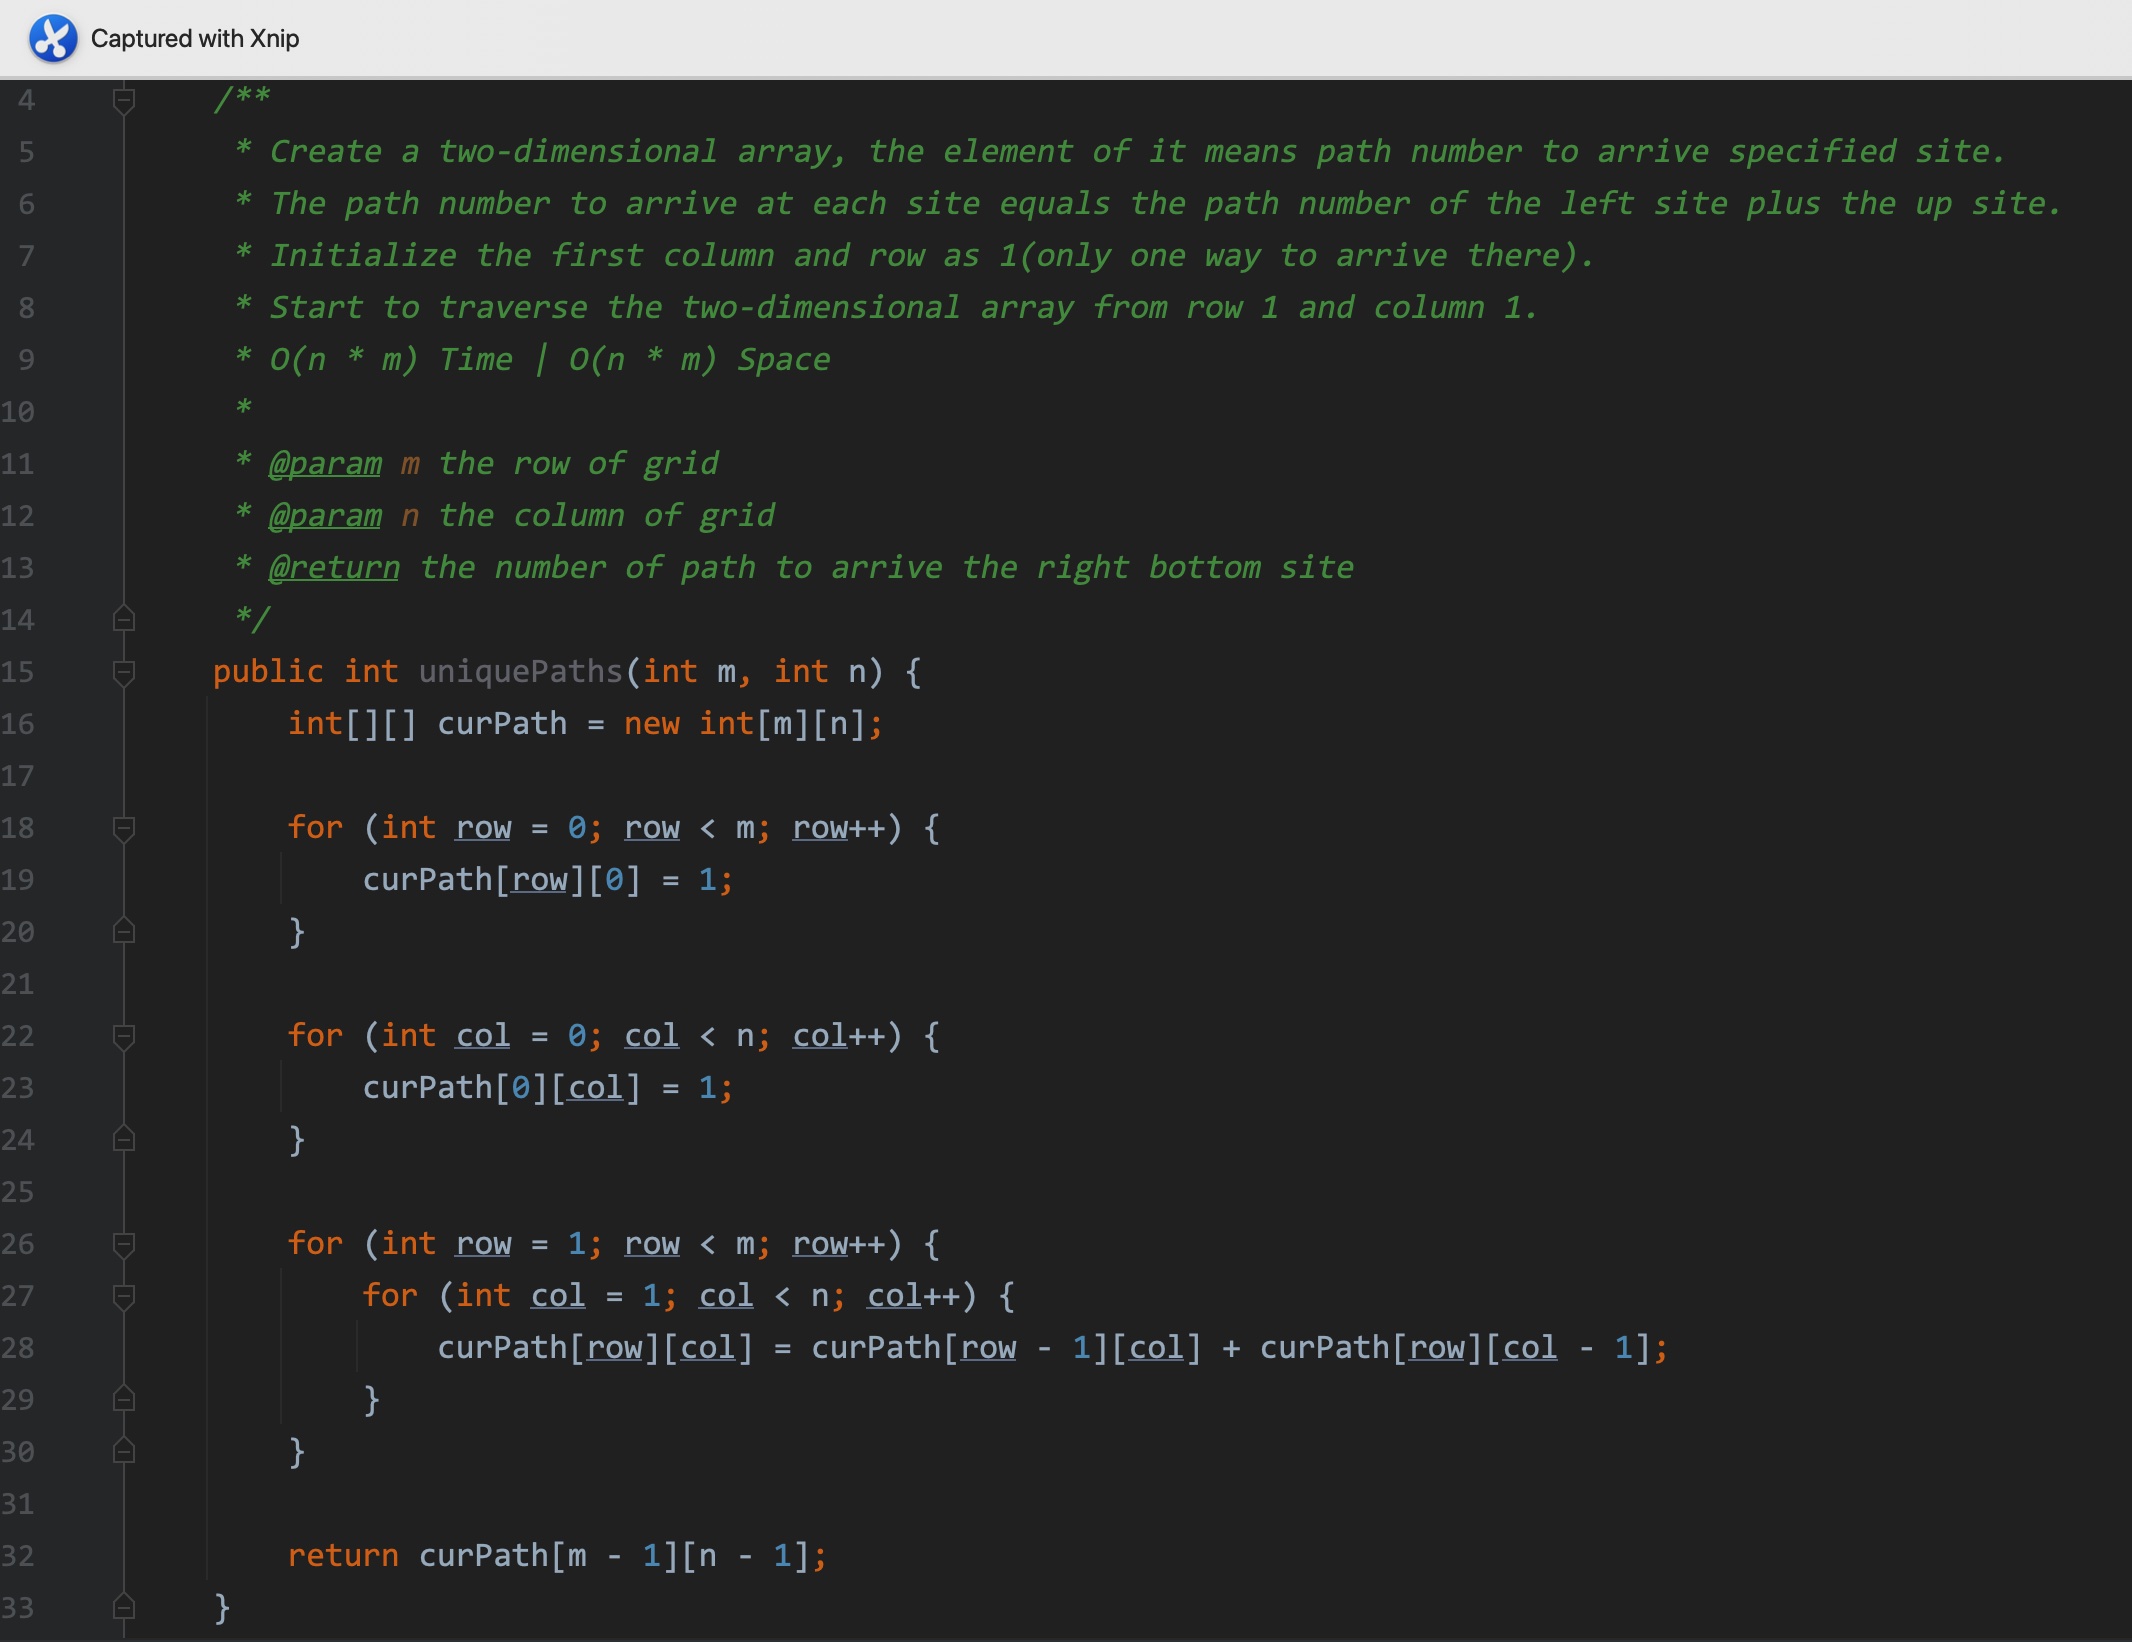 Captured with Xnip
4 /**
5 * Create a two-dimensional array, the element of it means path number to arrive specified site.
6 * The path number to arrive at each site equals the path number of the left site plus the up site.
7 * Initialize the first column and row as 1(only one way to arrive there).
8 * Start to traverse the two-dimensional array from row 1 and column 1.
9 * O(n * m) Time | O(n * m) Space
10 *
11 * @param m the row of grid
12 * @param n the column of grid
13 * @return the number of path to arrive the right bottom site
14 */
15 public int uniquePaths(int m, int n) {
16 int[][] curPath = new int[m][n];
17
18 for (int row = 0; row < m; row++) {
19 curPath[row][0] = 1;
20 }
21
22 for (int col = 0; col < n; col++) {
23 curPath[0][col] = 1;
24 }
25
26 for (int row = 1; row < m; row++) {
27 for (int col = 1; col < n; col++) {
28 curPath[row][col] = curPath[row - 1][col] + curPath[row][col - 1];
29 }
30 }
31
32 return curPath[m - 1][n - 1];
33 }